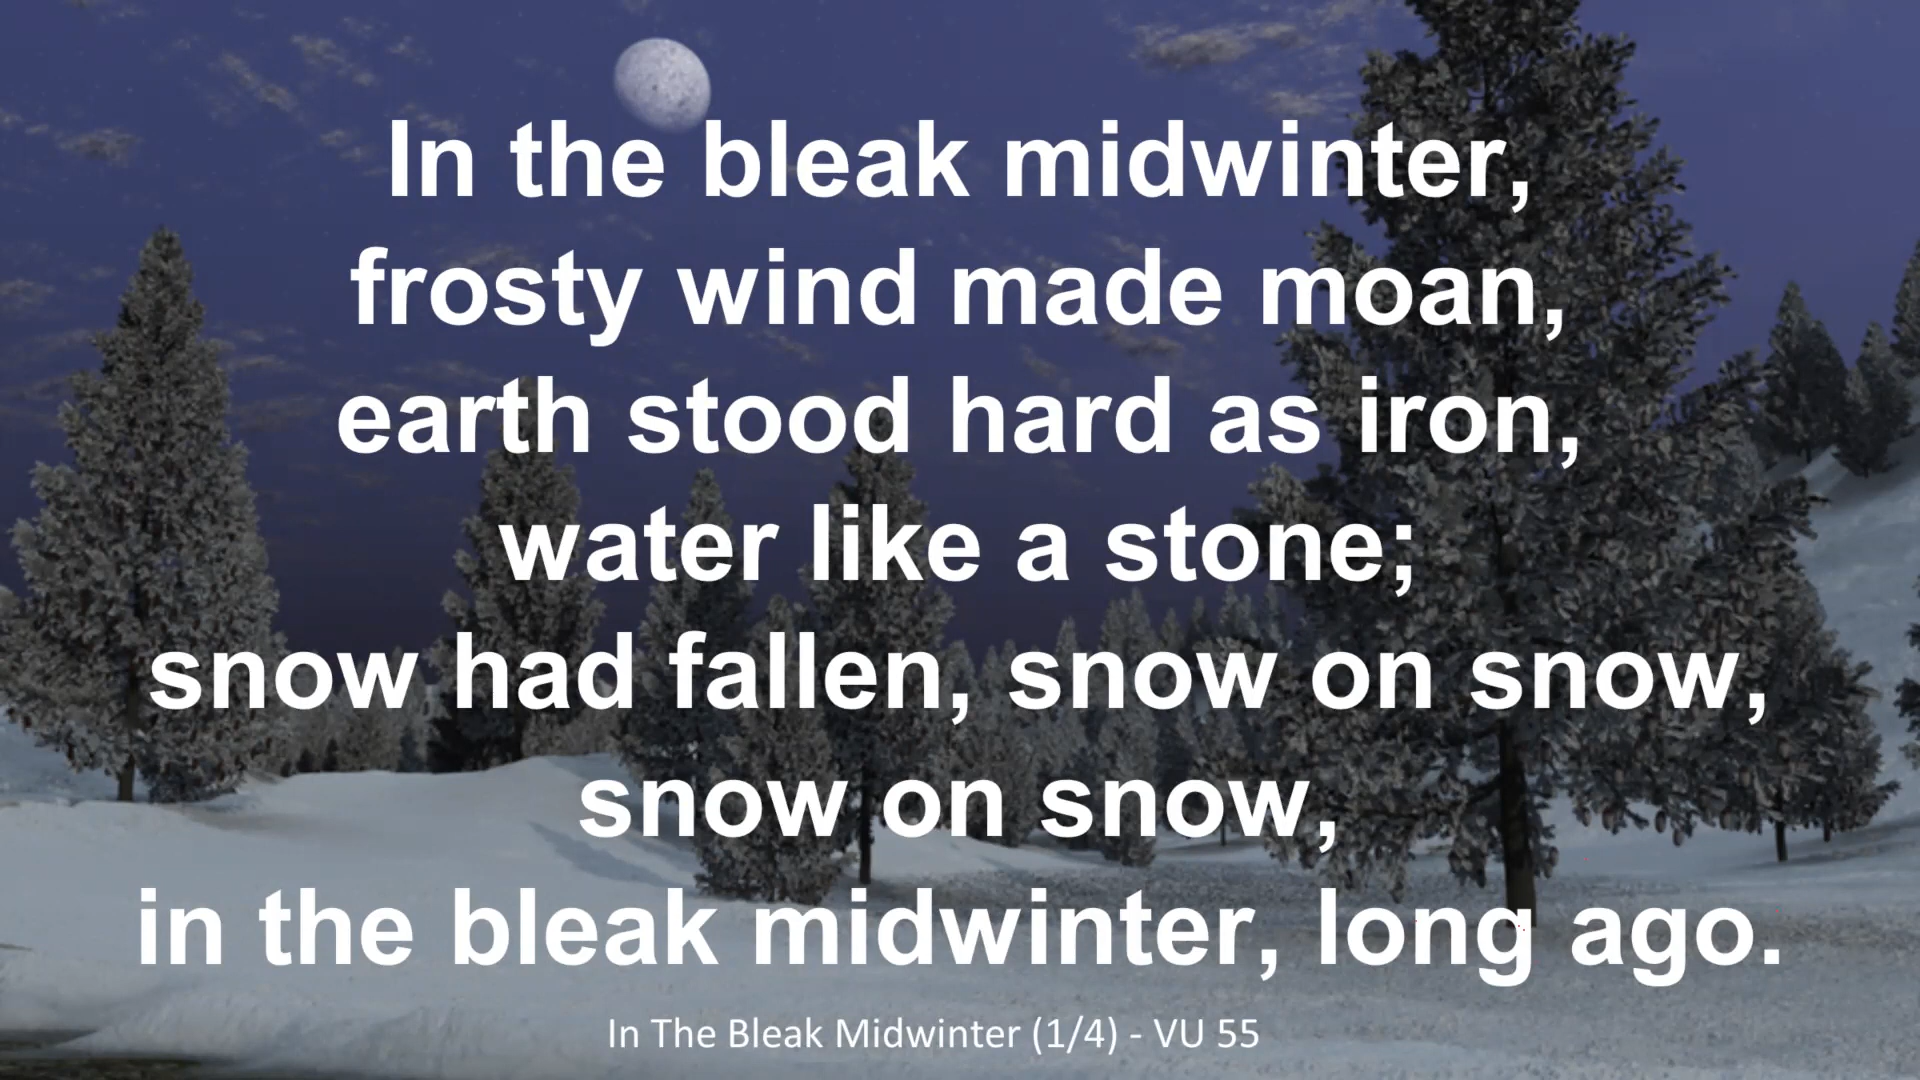 In the bleak midwinter,
frosty wind made moan,
earth stood hard as iron,
water like a stone;
snow had fallen, snow on snow,
snow on snow,
in the bleak midwinter, long ago.
In The Bleak Midwinter (1/4) - VU 55